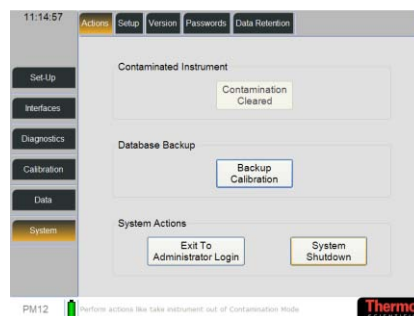 11:14:57
Actions Setup Version Passwords Data Retention
Set-Up
Interfaces
Diagnostics
Calibration
Data
System
Contaminated Instrument
Contamination
Cleared
Database Backup
Backup
Calibration
System Actions
Exit To
Administrator Login
System
Shutdown
PM12
Perform actions like take instrument out of Contamination Mode
Thermo
SCIENTIFIC